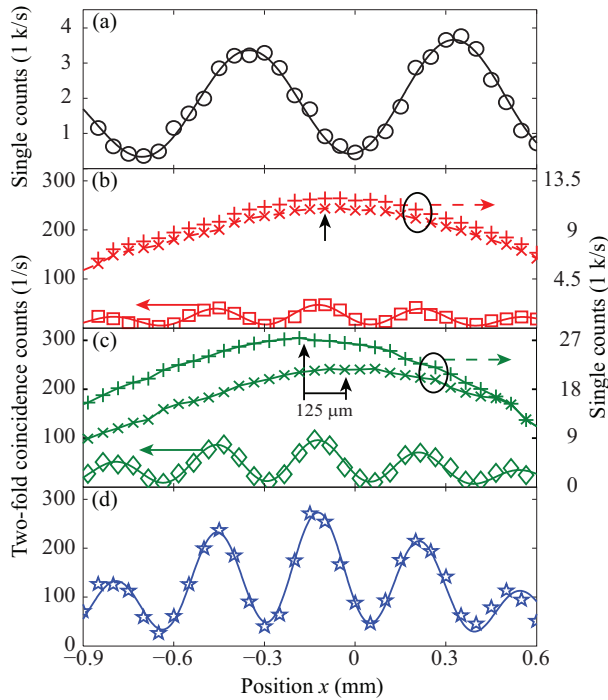 (a)
Single counts (1 k/s)
4
3
2
1
(b)
300
200
100
13.5
9
4.5
(c)
Two-fold coincidence counts (1/s)
Single counts (1 k/s)
300
200
100
27
18
9
0
125 μm
(d)
300
200
100
0
−0.9 −0.6 −0.3 0 0.3 0.6
Position x (mm)